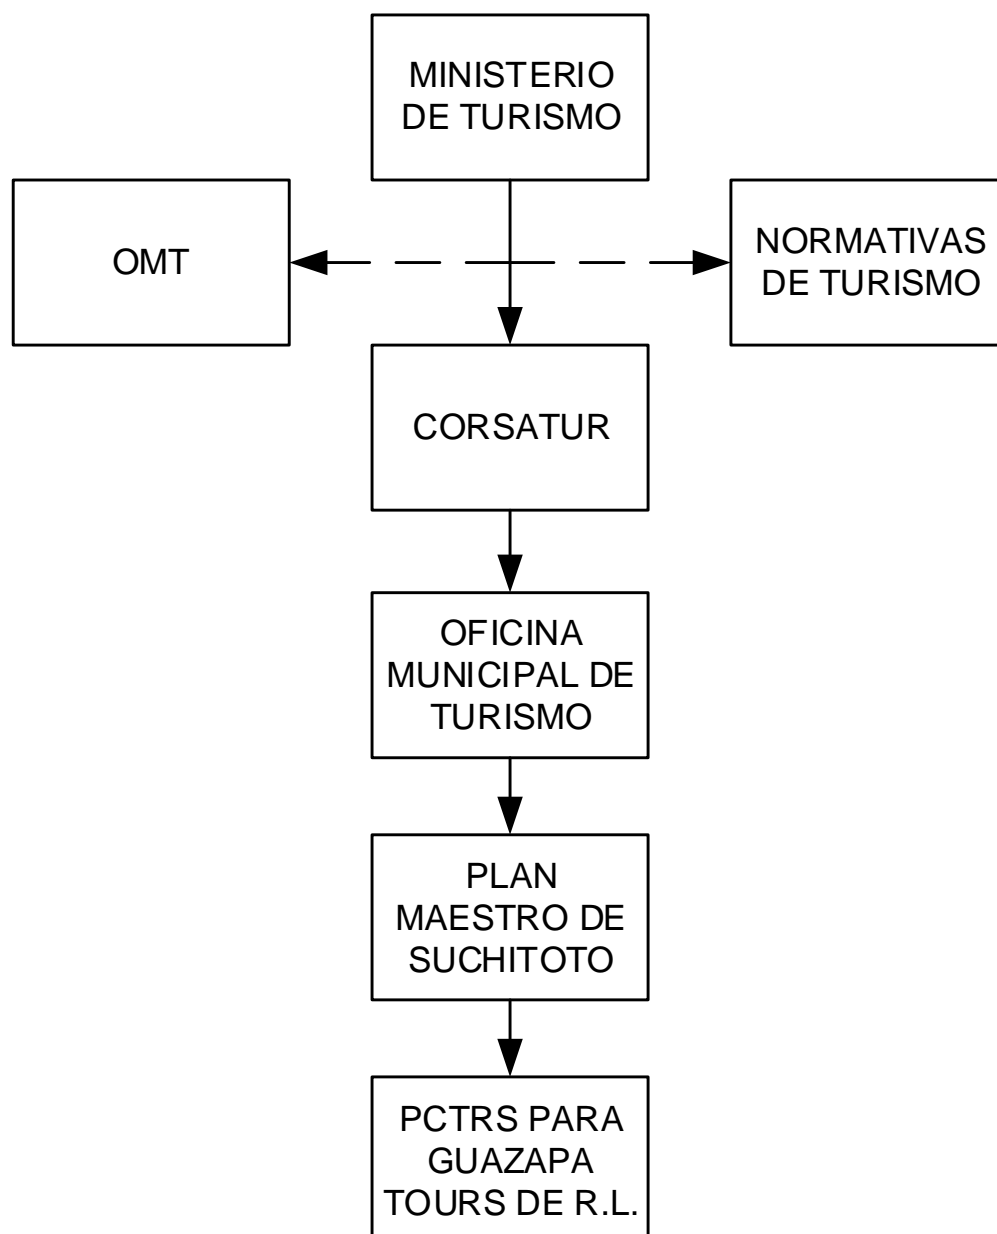 MINISTERIO
DE TURISMO
OMT
NORMATIVAS
DE TURISMO
CORSATUR
OFICINA
MUNICIPAL DE
TURISMO
PLAN
MAESTRO DE
SUCHITOTO
PCTRS PARA
GUAZAPA
TOURS DE R.L.